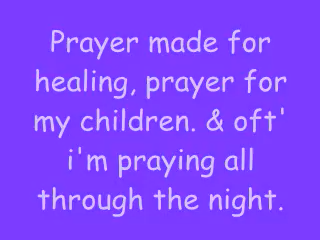 Prayer made for
healing, prayer for
my children. & oft'
i'm praying all
through the night.